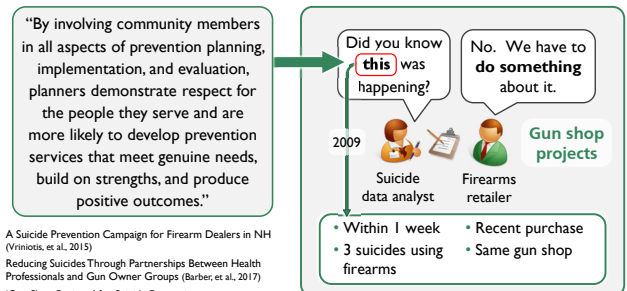 “By involving community members
in all aspects of prevention planning,
implementation, and evaluation,
planners demonstrate respect for
the people they serve and are
more likely to develop prevention
services that meet genuine needs,
build on strengths, and produce
positive outcomes.”
A Suicide Prevention Campaign for Firearm Dealers in NH
(Vriniotis, et al., 2015)
Reducing Suicides Through Partnerships Between Health
Professionals and Gun Owner Groups (Barber, et al., 2017)
Did you know
this was
happening?
No. We have to
do something
about it.
2009
Gun shop
projects
Suicide
data analyst
Firearms
retailer
• Within 1 week
• 3 suicides using
firearms
• Recent purchase
• Same gun shop